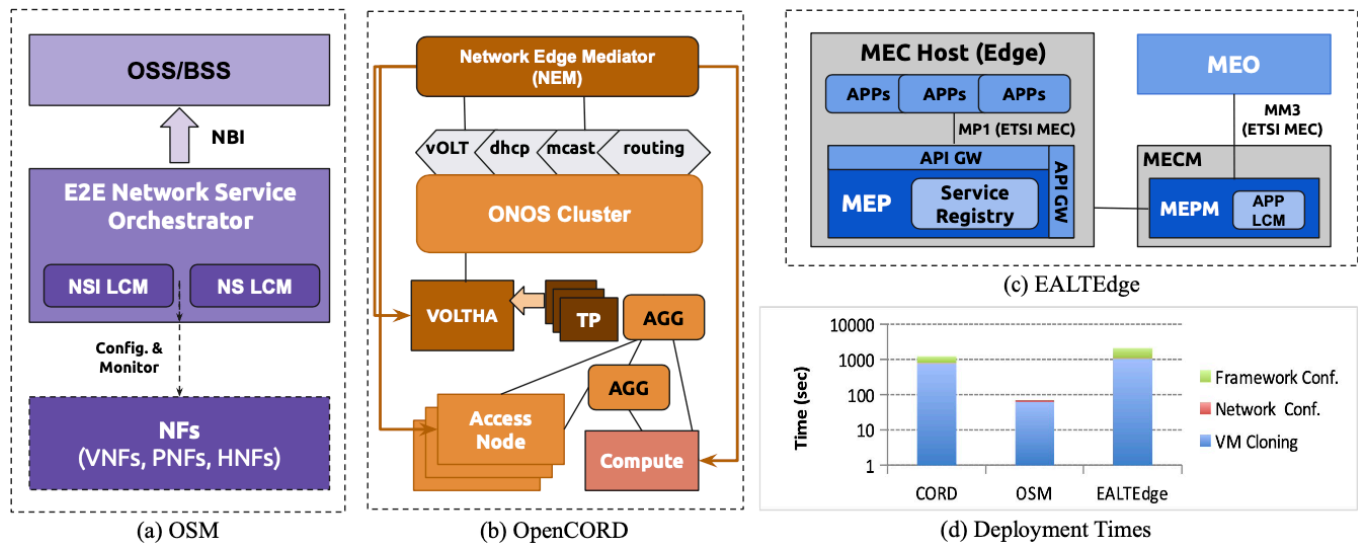 OSS/BSS
NBI
E2E Network Service
Orchestrator
NSI LCM
NS LCM
Config. &
Monitor
NFs
(VNFs, PNFs, HNFs)
(a) OSM
Network Edge Mediator
(NEM)
vOLT
dhcp
mcast
routing
ONOS Cluster
VOLTHA
TP
AGG
AGG
Access
Node
Compute
(b) OpenCORD
MEC Host (Edge)
APPs
APPs
APPs
MP1 (ETSI MEC)
API GW
MEP
Service
Registry
API GW
MEO
MM3
(ETSI MEC)
MECM
MEPM
APP
LCM
(c) EALTEdge
Time (sec)
10000
1000
100
10
1
CORD
OSM
EALTEdge
Framework Conf.
Network Conf.
VM Cloning
(d) Deployment Times